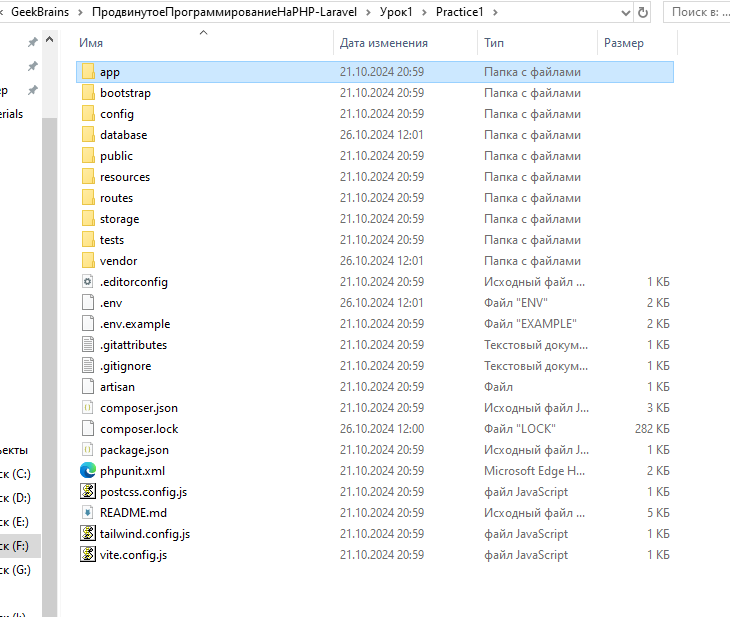 GeekBrains > ПродвинутоеПрограммированиеНаPHP-Laravel > Урок1 > Practice1 > Поиск в: ...
Имя Дата изменения Тип Размер
app 21.10.2024 20:59 Папка с файлами
bootstrap 21.10.2024 20:59 Папка с файлами
ер config 21.10.2024 20:59 Папка с файлами
erials database 26.10.2024 12:01 Папка с файлами
public 21.10.2024 20:59 Папка с файлами
resources 21.10.2024 20:59 Папка с файлами
routes 21.10.2024 20:59 Папка с файлами
storage 21.10.2024 20:59 Папка с файлами
tests 21.10.2024 20:59 Папка с файлами
vendor 26.10.2024 12:01 Папка с файлами
.editorconfig 21.10.2024 20:59 Исходный файл ... 1 КБ
.env 26.10.2024 12:01 Файл "ENV" 2 КБ
.env.example 21.10.2024 20:59 Файл "EXAMPLE" 2 КБ
.gitattributes 21.10.2024 20:59 Текстовый докум... 1 КБ
.gitignore 21.10.2024 20:59 Текстовый докум... 1 КБ
artisan 21.10.2024 20:59 Файл 1 КБ
composer.json 21.10.2024 20:59 Исходный файл J... 3 КБ
composer.lock 26.10.2024 12:00 Файл "LOCK" 282 КБ
ъекты package.json 21.10.2024 20:59 Исходный файл J... 1 КБ
ск (C:) phpunit.xml 21.10.2024 20:59 Microsoft Edge H... 2 КБ
ск (D:) postcss.config.js 21.10.2024 20:59 файл JavaScript 1 КБ
ск (E:) README.md 21.10.2024 20:59 Исходный файл ... 5 КБ
ск (F:) tailwind.config.js 21.10.2024 20:59 файл JavaScript 1 КБ
ск (G:) vite.config.js 21.10.2024 20:59 файл JavaScript 1 КБ